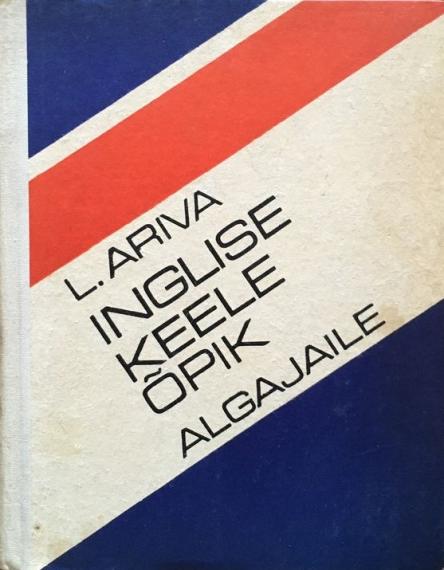 L. ARIVA
INGLISE
KEELE
ÕPIK
ALGAJAILE